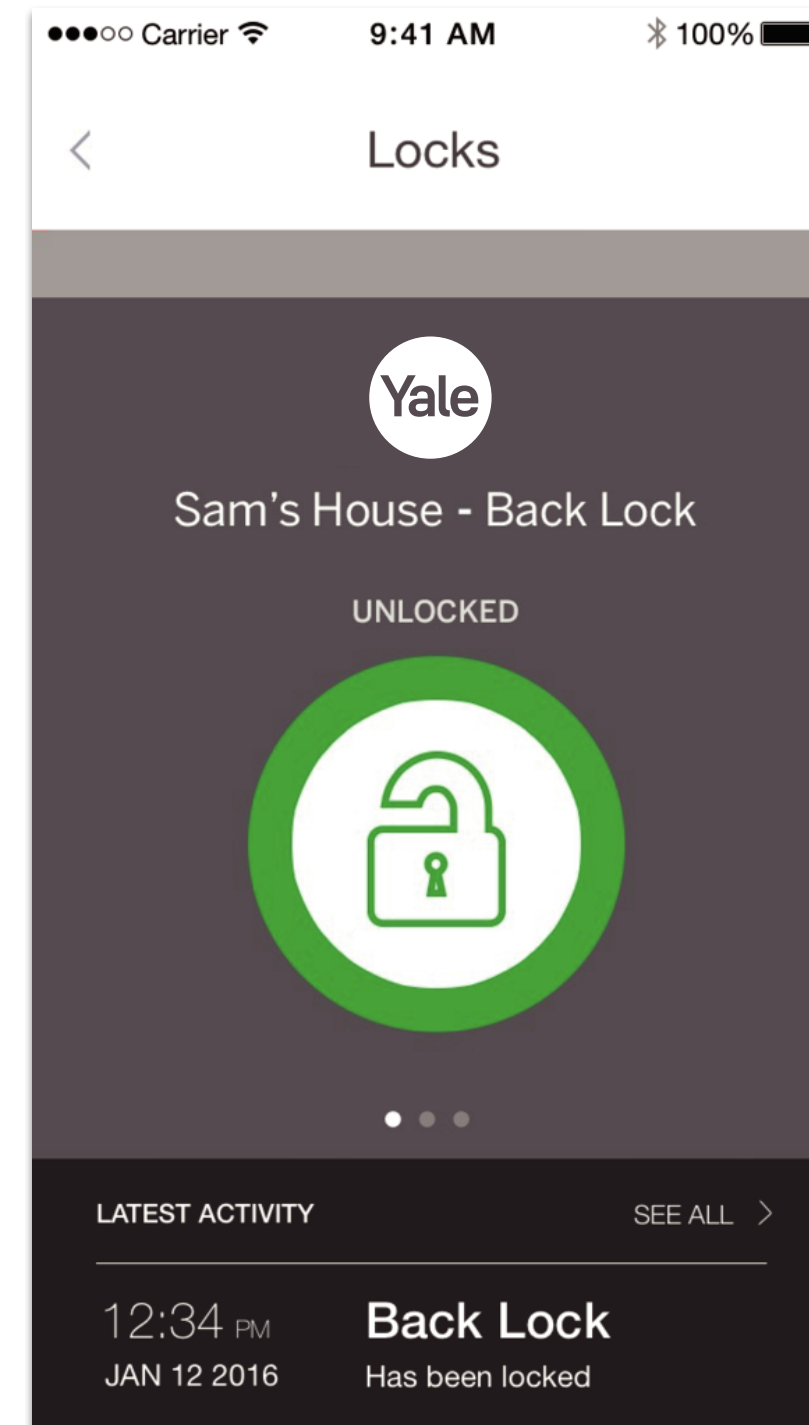 Carrier 9:41 AM 100%
Locks
Yale
Sam's House - Back Lock
UNLOCKED
LATEST ACTIVITY SEE ALL
12:34 PM Back Lock
JAN 12 2016 Has been locked